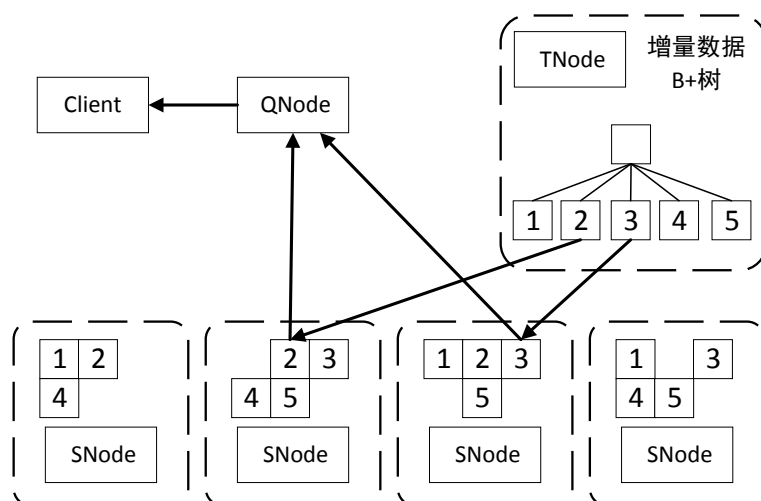 TNode
增量数据
B+树
Client
QNode
1 2 3 4 5
1 2
4
SNode
2 3
4 5
SNode
1 2 3
5
SNode
1 3
4 5
SNode